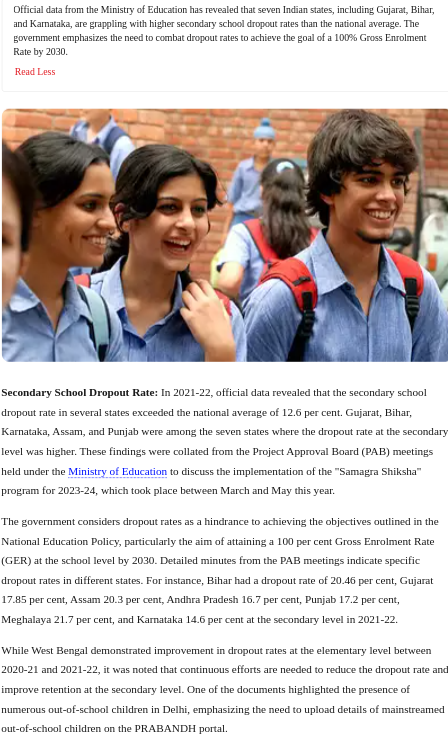 Official data from the Ministry of Education has revealed that seven Indian states, including Gujarat, Bihar,
and Karnataka, are grappling with higher secondary school dropout rates than the national average. The
government emphasizes the need to combat dropout rates to achieve the goal of a 100% Gross Enrolment
Rate by 2030.
Read Less
Secondary School Dropout Rate: In 2021-22, official data revealed that the secondary school
dropout rate in several states exceeded the national average of 12.6 per cent. Gujarat, Bihar,
Karnataka, Assam, and Punjab were among the seven states where the dropout rate at the secondary
level was higher. These findings were collated from the Project Approval Board (PAB) meetings
held under the Ministry of Education to discuss the implementation of the "Samagra Shiksha"
program for 2023-24, which took place between March and May this year.
The government considers dropout rates as a hindrance to achieving the objectives outlined in the
National Education Policy, particularly the aim of attaining a 100 per cent Gross Enrolment Rate
(GER) at the school level by 2030. Detailed minutes from the PAB meetings indicate specific
dropout rates in different states. For instance, Bihar had a dropout rate of 20.46 per cent, Gujarat
17.85 per cent, Assam 20.3 per cent, Andhra Pradesh 16.7 per cent, Punjab 17.2 per cent,
Meghalaya 21.7 per cent, and Karnataka 14.6 per cent at the secondary level in 2021-22.
While West Bengal demonstrated improvement in dropout rates at the elementary level between
2020-21 and 2021-22, it was noted that continuous efforts are needed to reduce the dropout rate and
improve retention at the secondary level. One of the documents highlighted the presence of
numerous out-of-school children in Delhi, emphasizing the need to upload details of mainstreamed
out-of-school children on the PRABANDH portal.